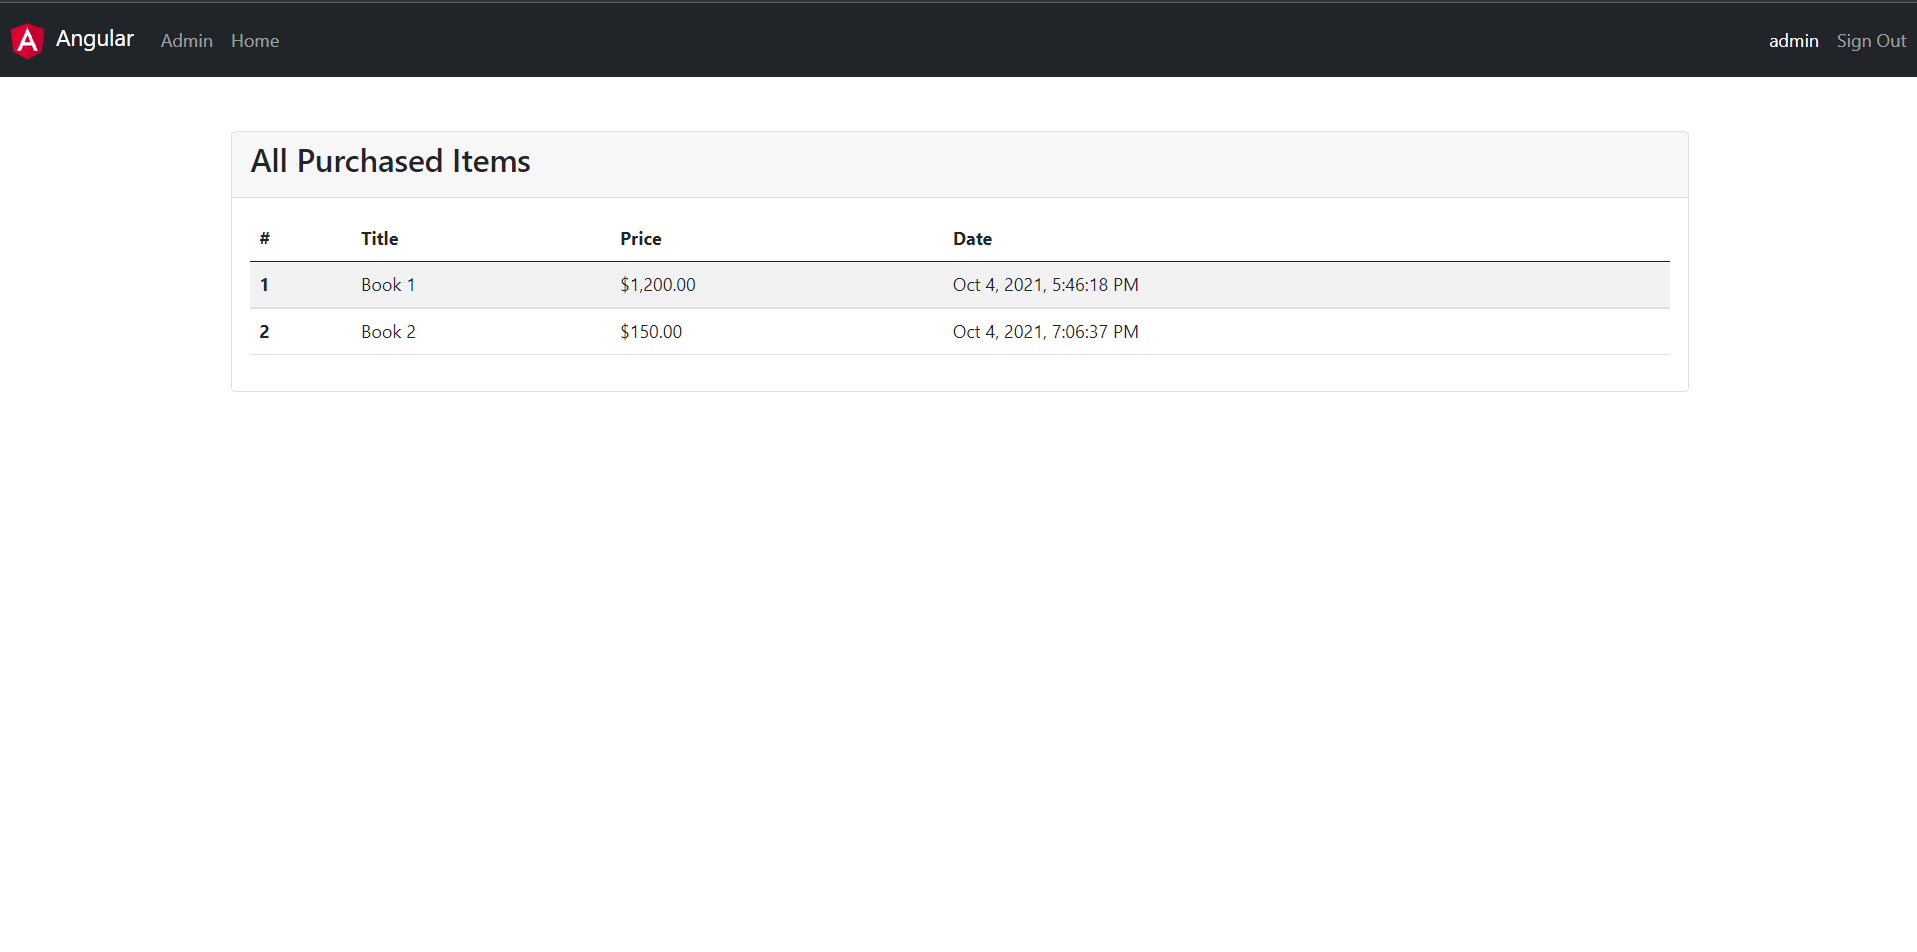 Angular Admin Home admin Sign Out
All Purchased Items
# Title Price Date
1 Book 1 $1,200.00 Oct 4, 2021, 5:46:18 PM
2 Book 2 $150.00 Oct 4, 2021, 7:06:37 PM